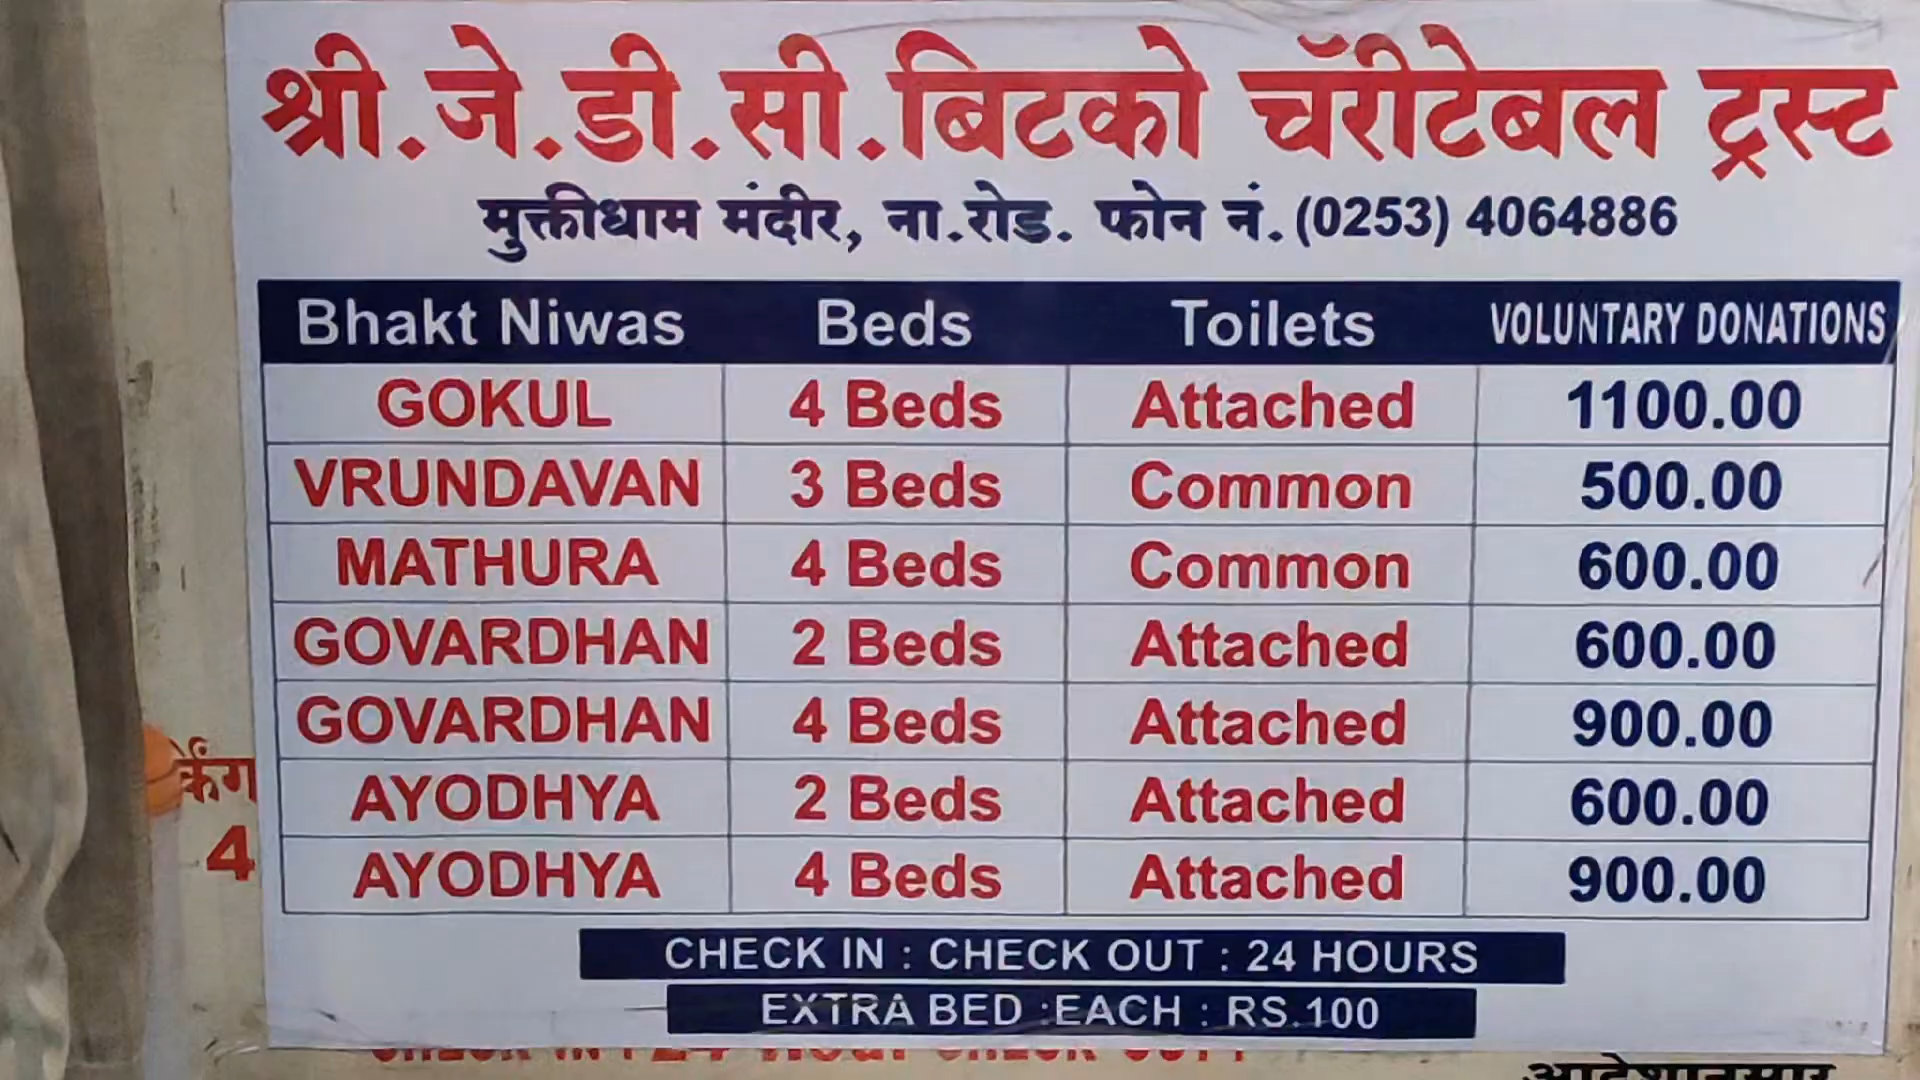 श्री.जे.डी.सी.बिटको चॅरीटेबल ट्रस्ट
मुक्तीधाम मंदीर, ना.रोड. फोन नं. (0253) 4064886
Bhakt Niwas Beds Toilets VOLUNTARY DONATIONS
GOKUL 4 Beds Attached 1100.00
VRUNDAVAN 3 Beds Common 500.00
MATHURA 4 Beds Common 600.00
GOVARDHAN 2 Beds Attached 600.00
GOVARDHAN 4 Beds Attached 900.00
AYODHYA 2 Beds Attached 600.00
AYODHYA 4 Beds Attached 900.00
CHECK IN : CHECK OUT : 24 HOURS
EXTRA BED :EACH : RS.100
4